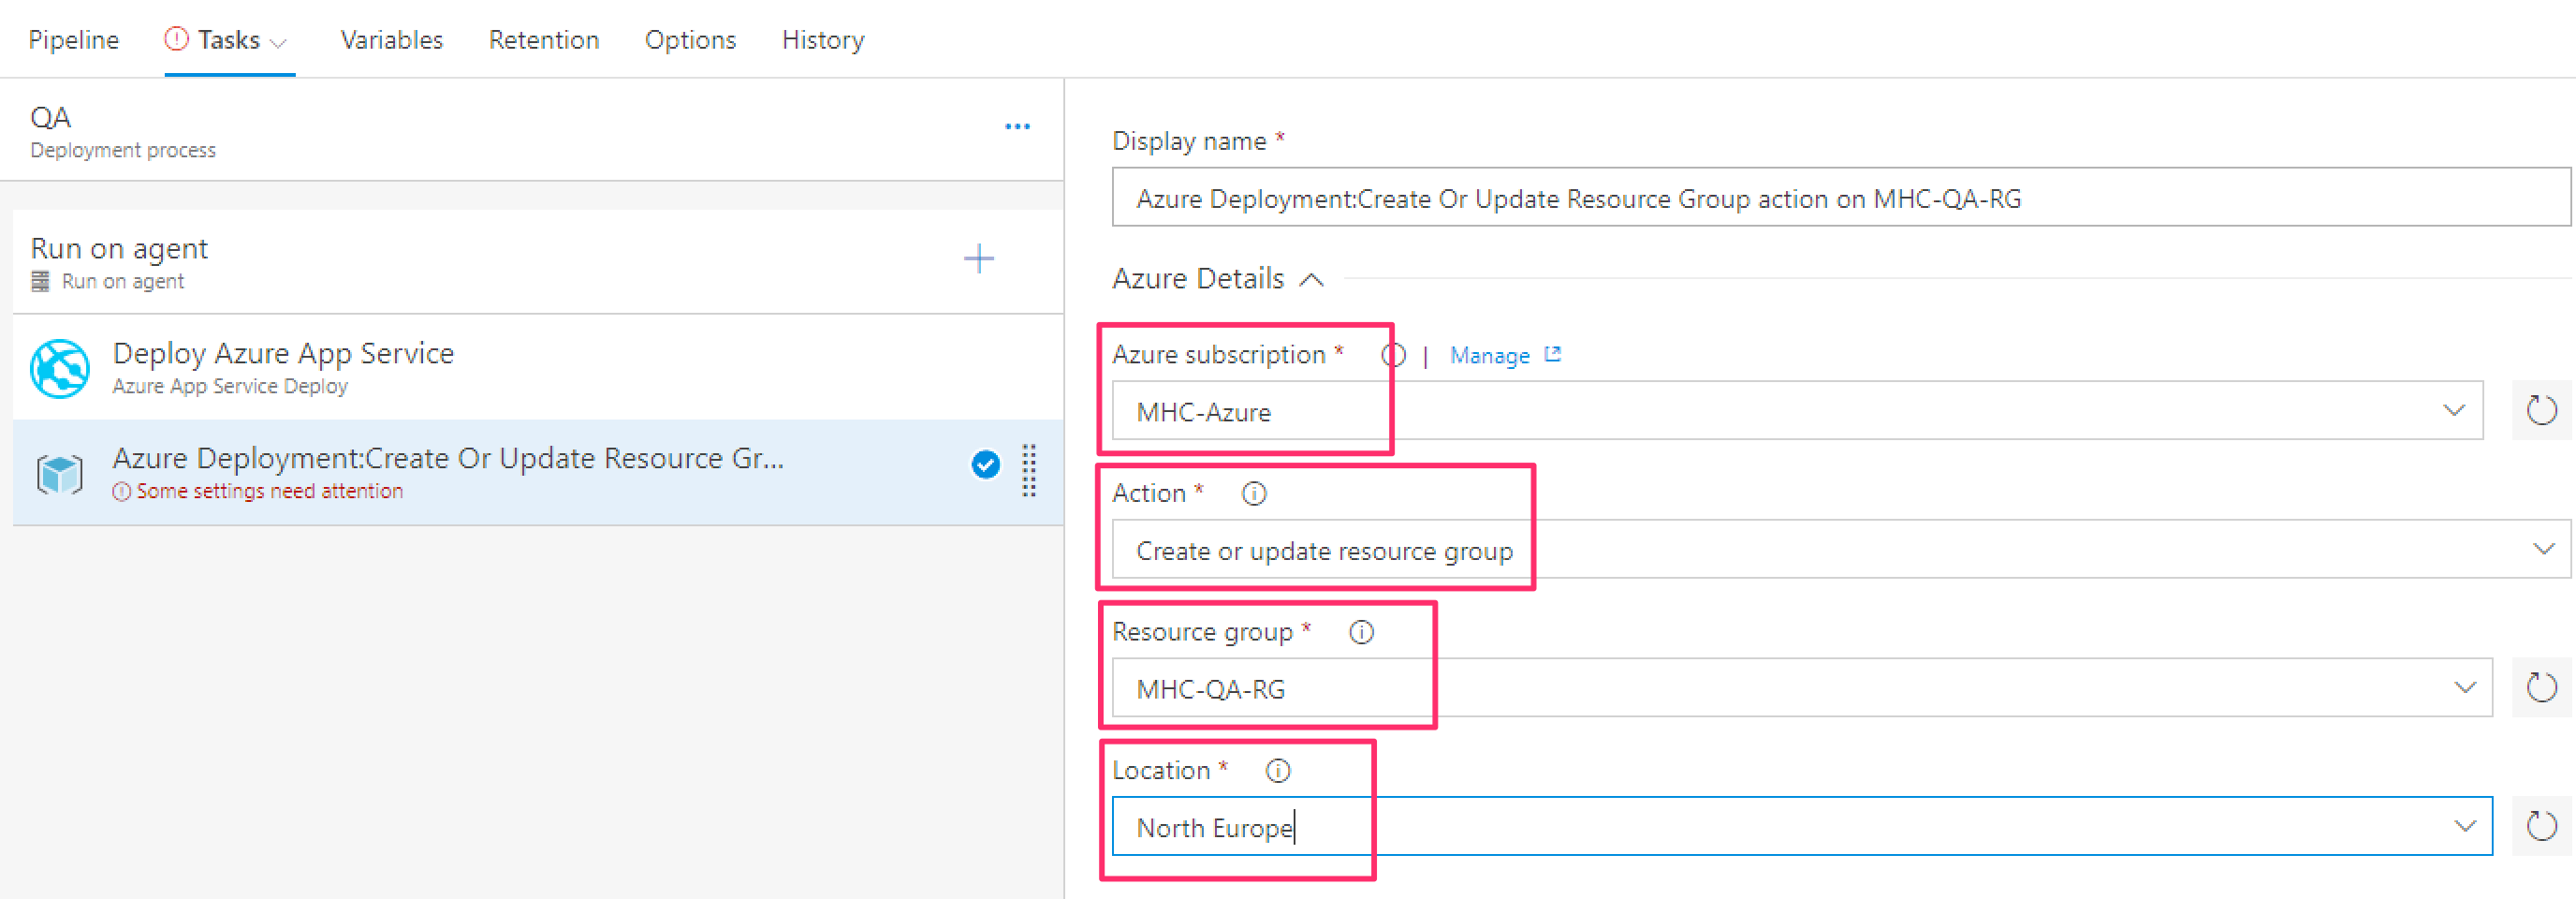 Pipeline Tasks Variables Retention Options History
QA
Deployment process
Run on agent
Run on agent
Deploy Azure App Service
Azure App Service Deploy
Azure Deployment:Create Or Update Resource Gr...
Some settings need attention
Display name *
Azure Deployment:Create Or Update Resource Group action on MHC-QA-RG
Azure Details
Azure subscription * | Manage
MHC-Azure
Action *
Create or update resource group
Resource group *
MHC-QA-RG
Location *
North Europe